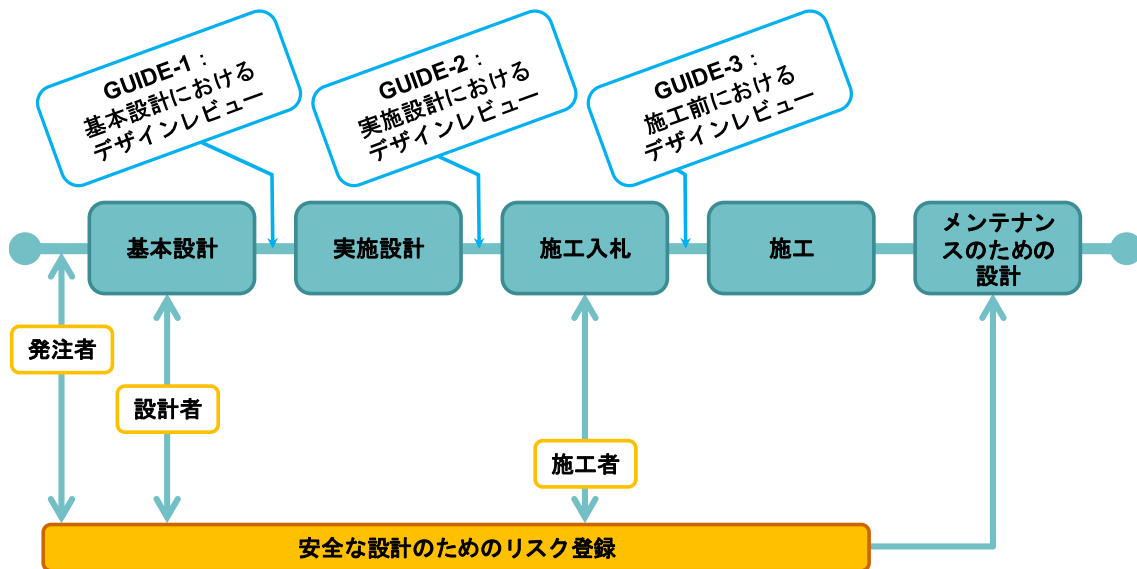 GUIDE-1：
基本設計における
デザインレビュー
GUIDE-2：
実施設計における
デザインレビュー
GUIDE-3：
施工前における
デザインレビュー
基本設計
実施設計
施工入札
施工
メンテナン
スのための
設計
発注者
設計者
施工者
安全な設計のためのリスク登録